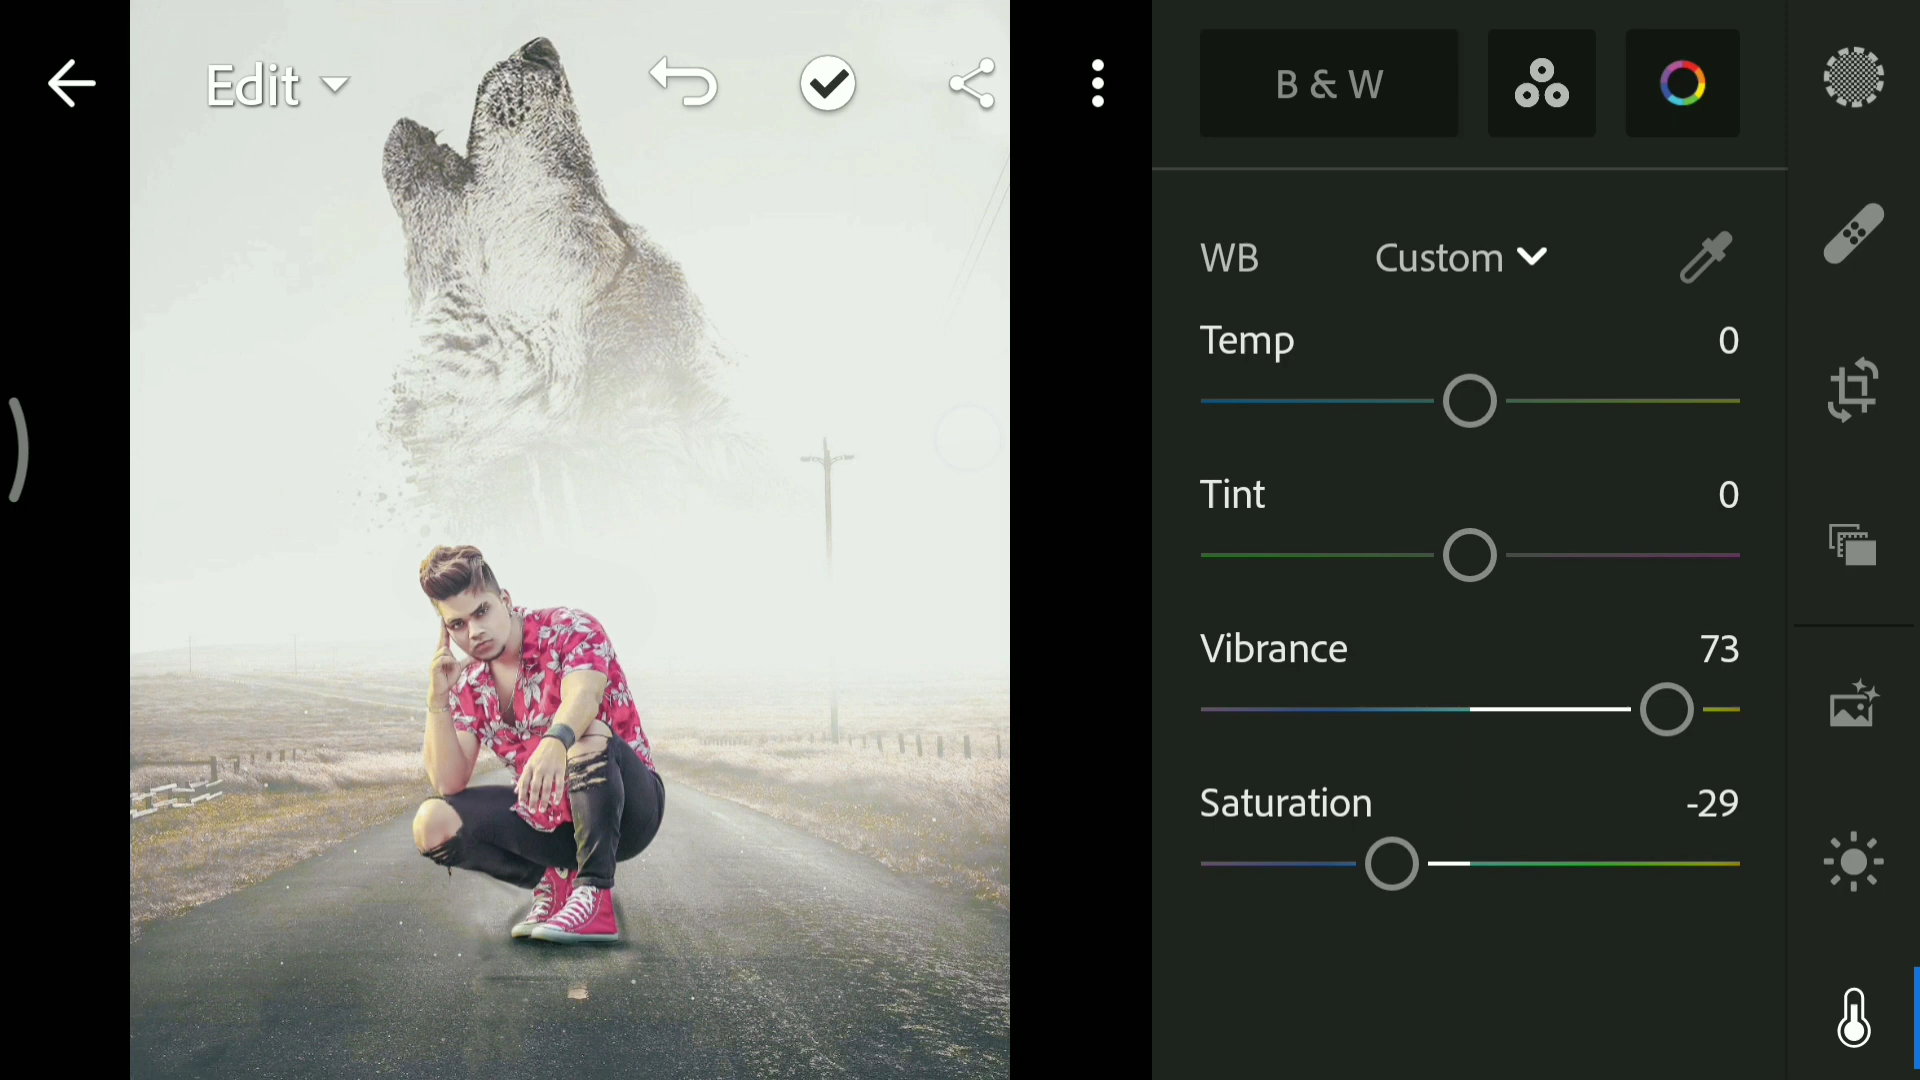 Edit
B & W
WB Custom
Temp 0
Tint 0
Vibrance 73
Saturation -29